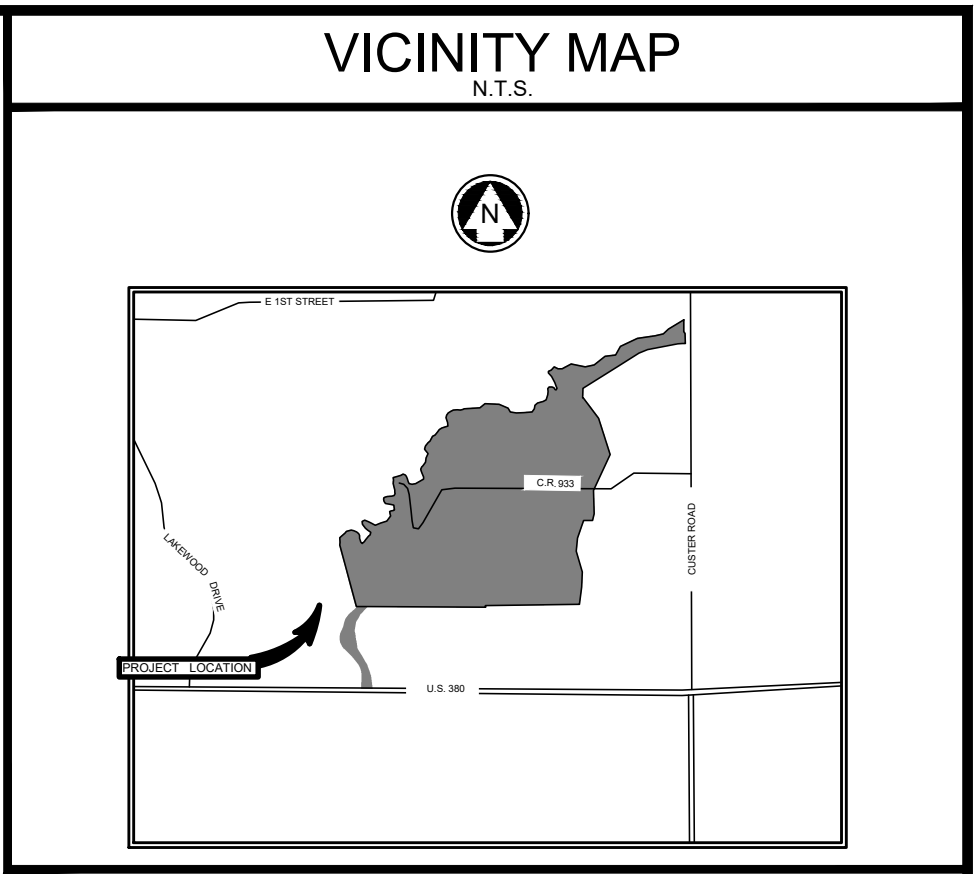 VICINITY MAP
N.T.S.
N
E 1ST STREET
C.R. 933
CUSTER ROAD
LAKEWOOD DRIVE
PROJECT LOCATION
U.S. 380